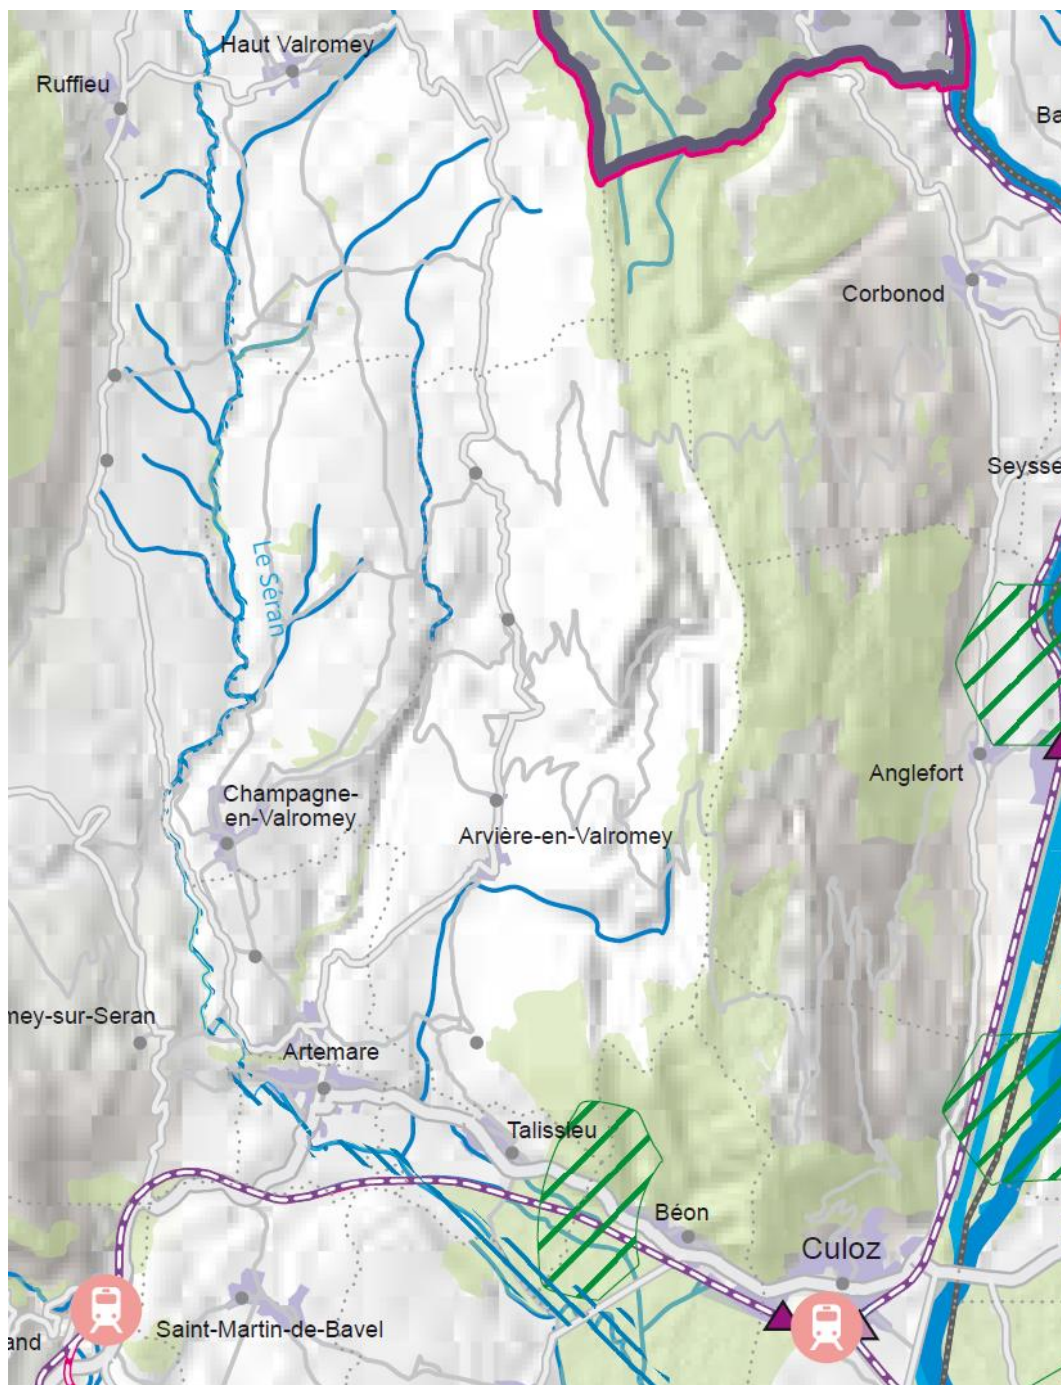 Haut Valromey
Ruffieu
Ba
Corbonod
Seysse
Le Séran
Anglefort
Champagne-
en-Valromey
Arvière-en-Valromey
mey-sur-Seran
Artemare
Talissieu
Béon
Culoz
Saint-Martin-de-Bavel
and